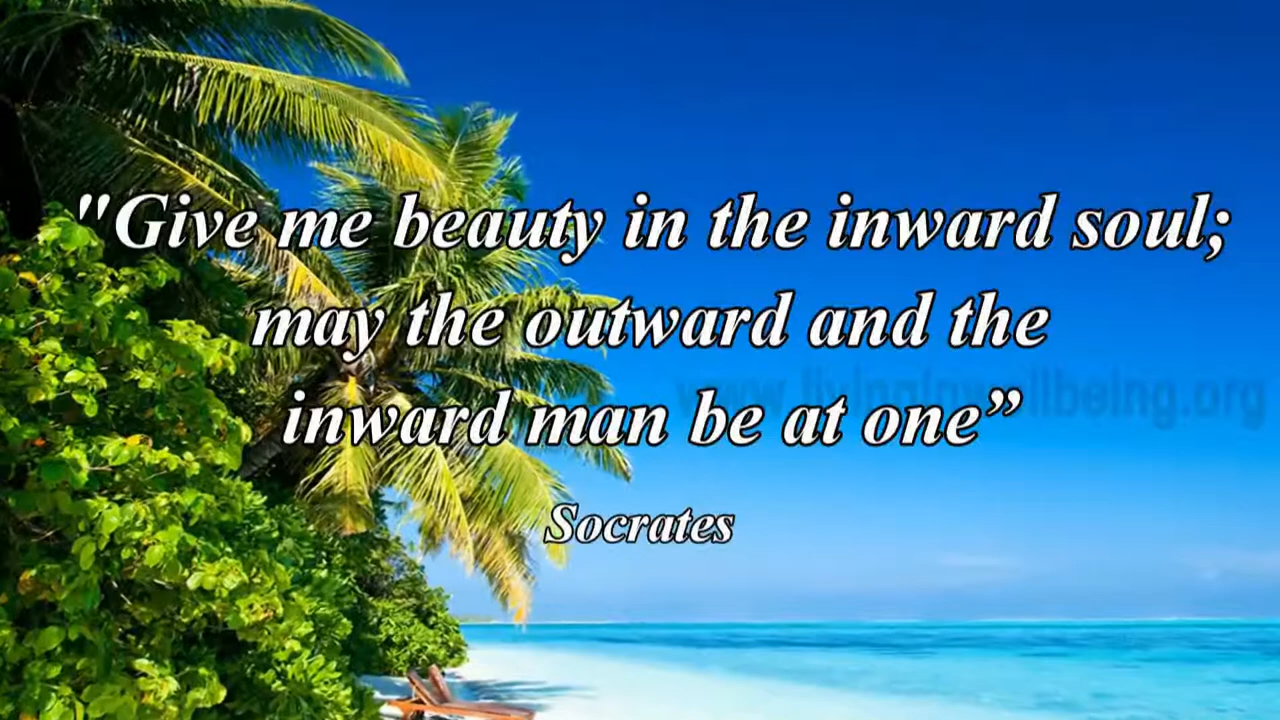 "Give me beauty in the inward soul;
may the outward and the
www.livinginwellbeing.org
inward man be at one”
Socrates